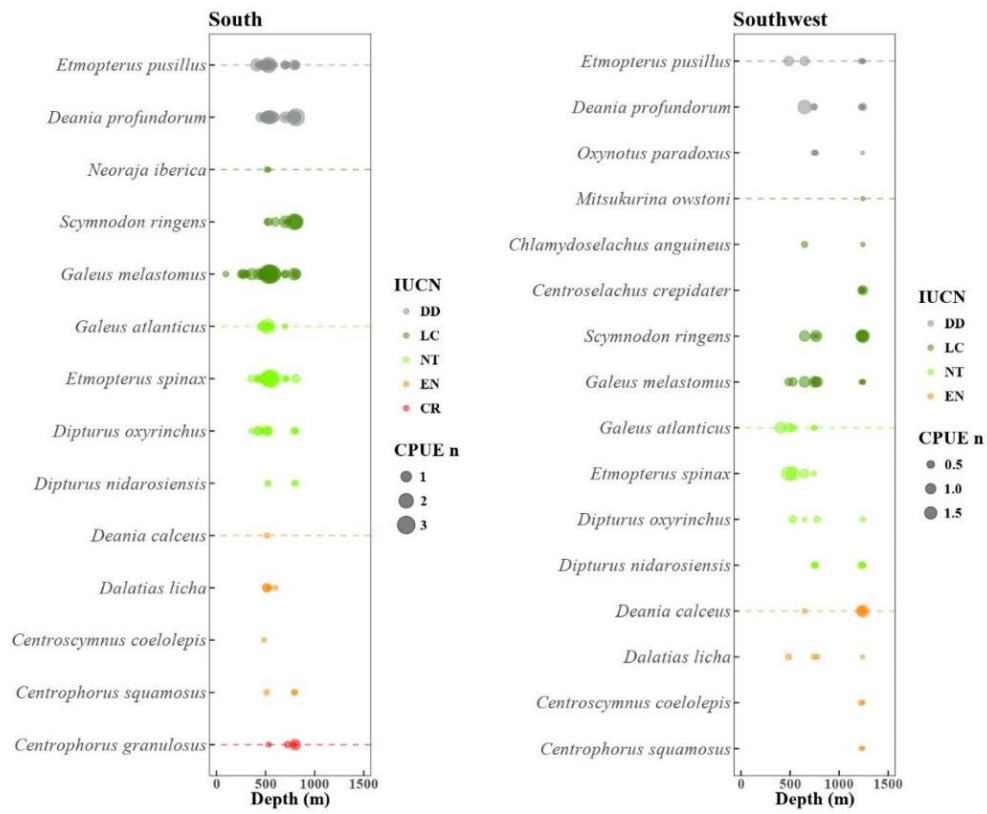 South
Etmopterus pusillus
Deania profundorum
Neoraja iberica
Scymnodon ringens
Galeus melastomus
Galeus atlanticus
Etmopterus spinax
Dipturus oxyrinchus
Dipturus nidarosiensis
Deania calceus
Dalatias licha
Centroscymnus coelolepis
Centrophorus squamosus
Centrophorus granulosus
0 500 1000 1500
Depth (m)
IUCN
DD
LC
NT
EN
CR
CPUE n
1
2
3
Southwest
Etmopterus pusillus
Deania profundorum
Oxynotus paradoxus
Mitsukurina owstoni
Chlamydoselachus anguineus
Centroselachus crepidater
Scymnodon ringens
Galeus melastomus
Galeus atlanticus
Etmopterus spinax
Dipturus oxyrinchus
Dipturus nidarosiensis
Deania calceus
Dalatias licha
Centroscymnus coelolepis
Centrophorus squamosus
0 500 1000 1500
Depth (m)
IUCN
DD
LC
NT
EN
CPUE n
0.5
1.0
1.5